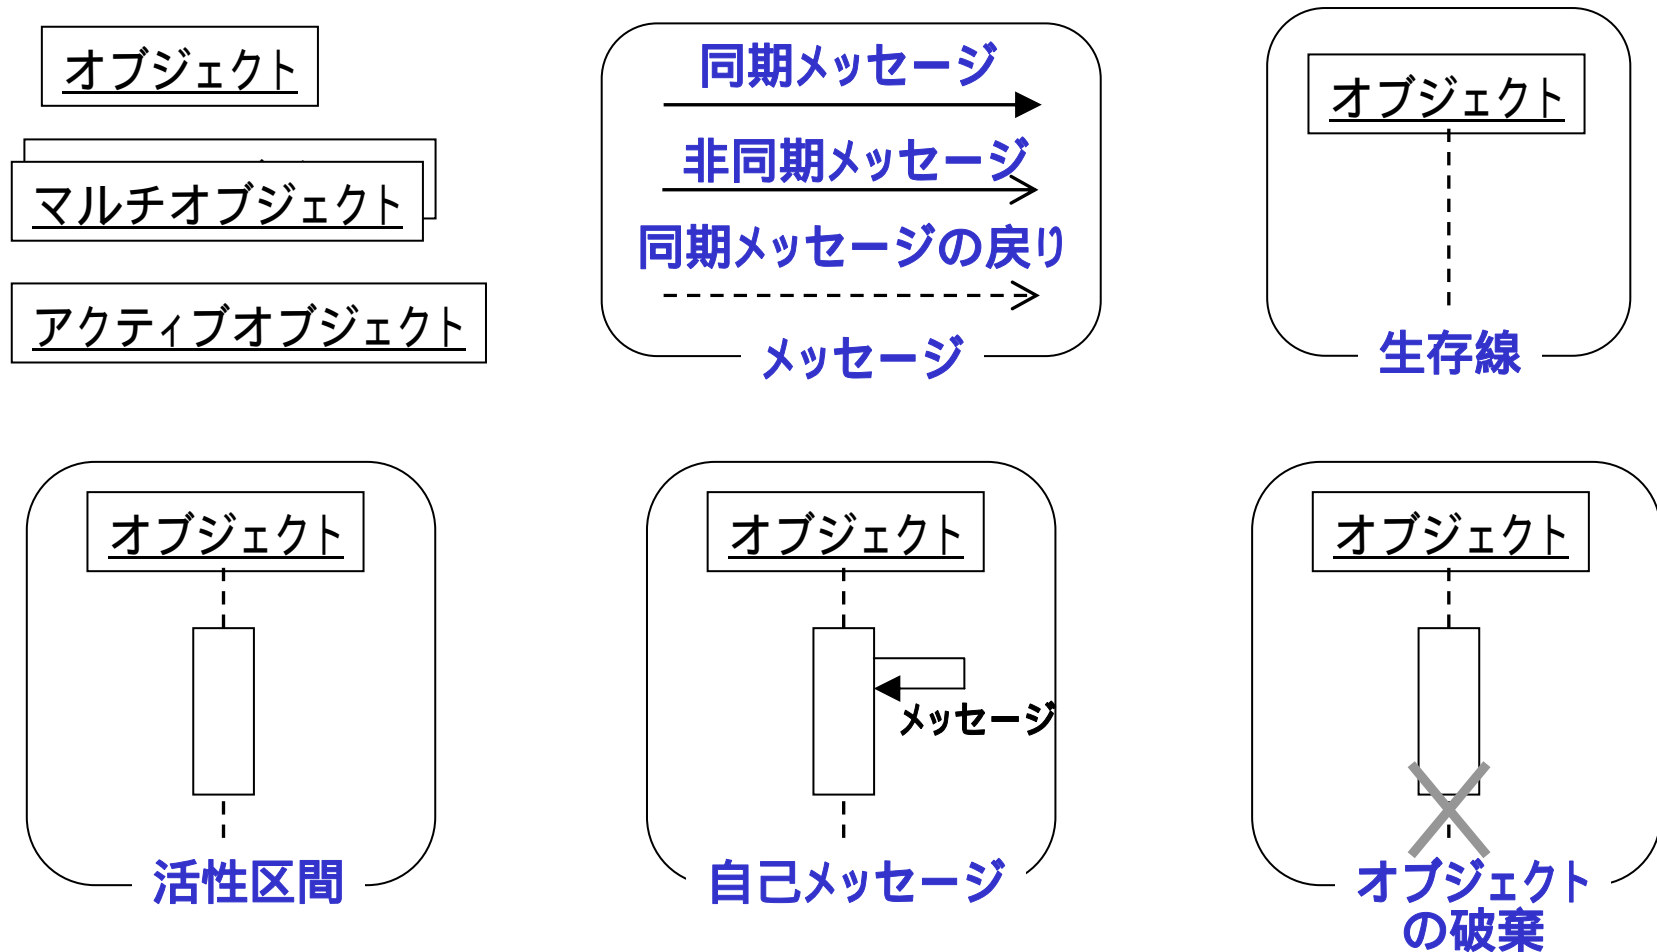 オブジェクト
マルチオブジェクト
アクティブオブジェクト
同期メッセージ
非同期メッセージ
同期メッセージの戻り
メッセージ
オブジェクト
生存線
オブジェクト
活性区間
オブジェクト
メッセージ
自己メッセージ
オブジェクト
オブジェクト
の破棄